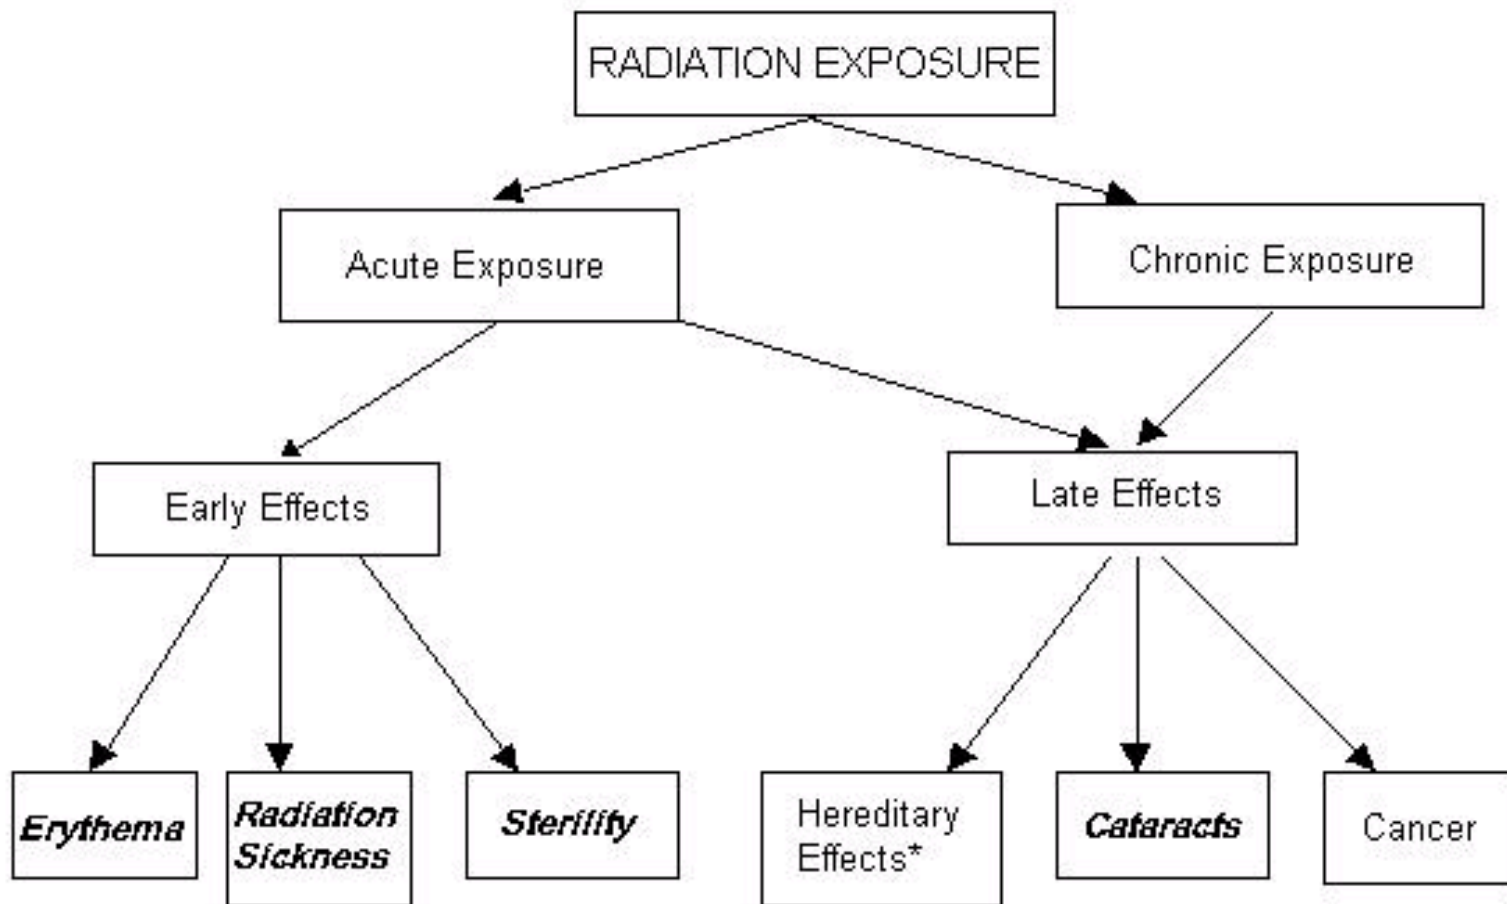 RADIATION EXPOSURE
Acute Exposure
Chronic Exposure
Early Effects
Late Effects
Erythema
Radiation
Sickness
Sterility
Hereditary
Effects*
Cataracts
Cancer